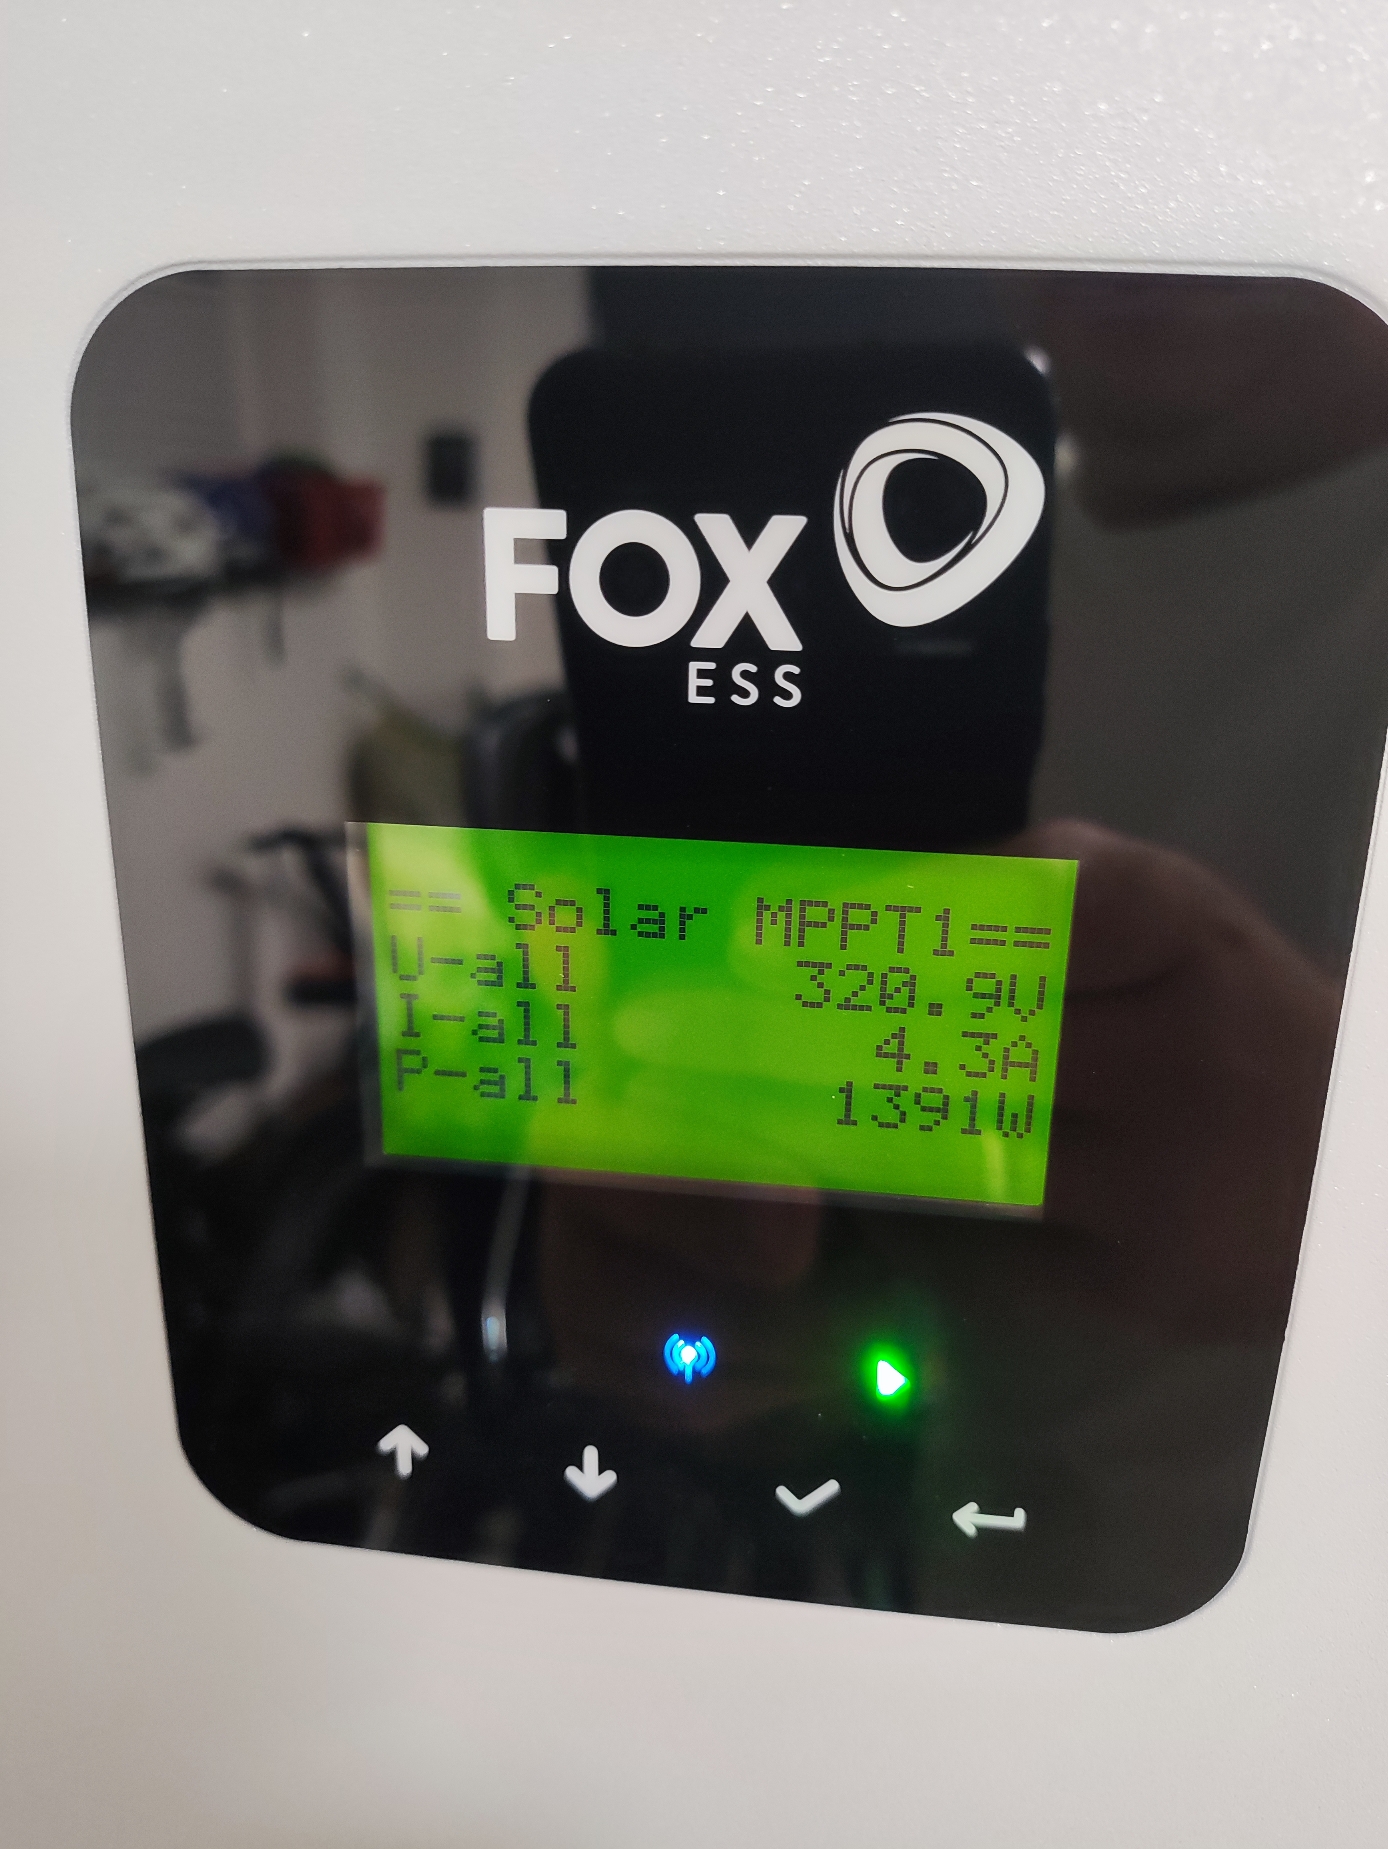 FOX
ESS
== Solar MPPT1==
U-all 320.9V
I-all 4.3A
P-all 1391W